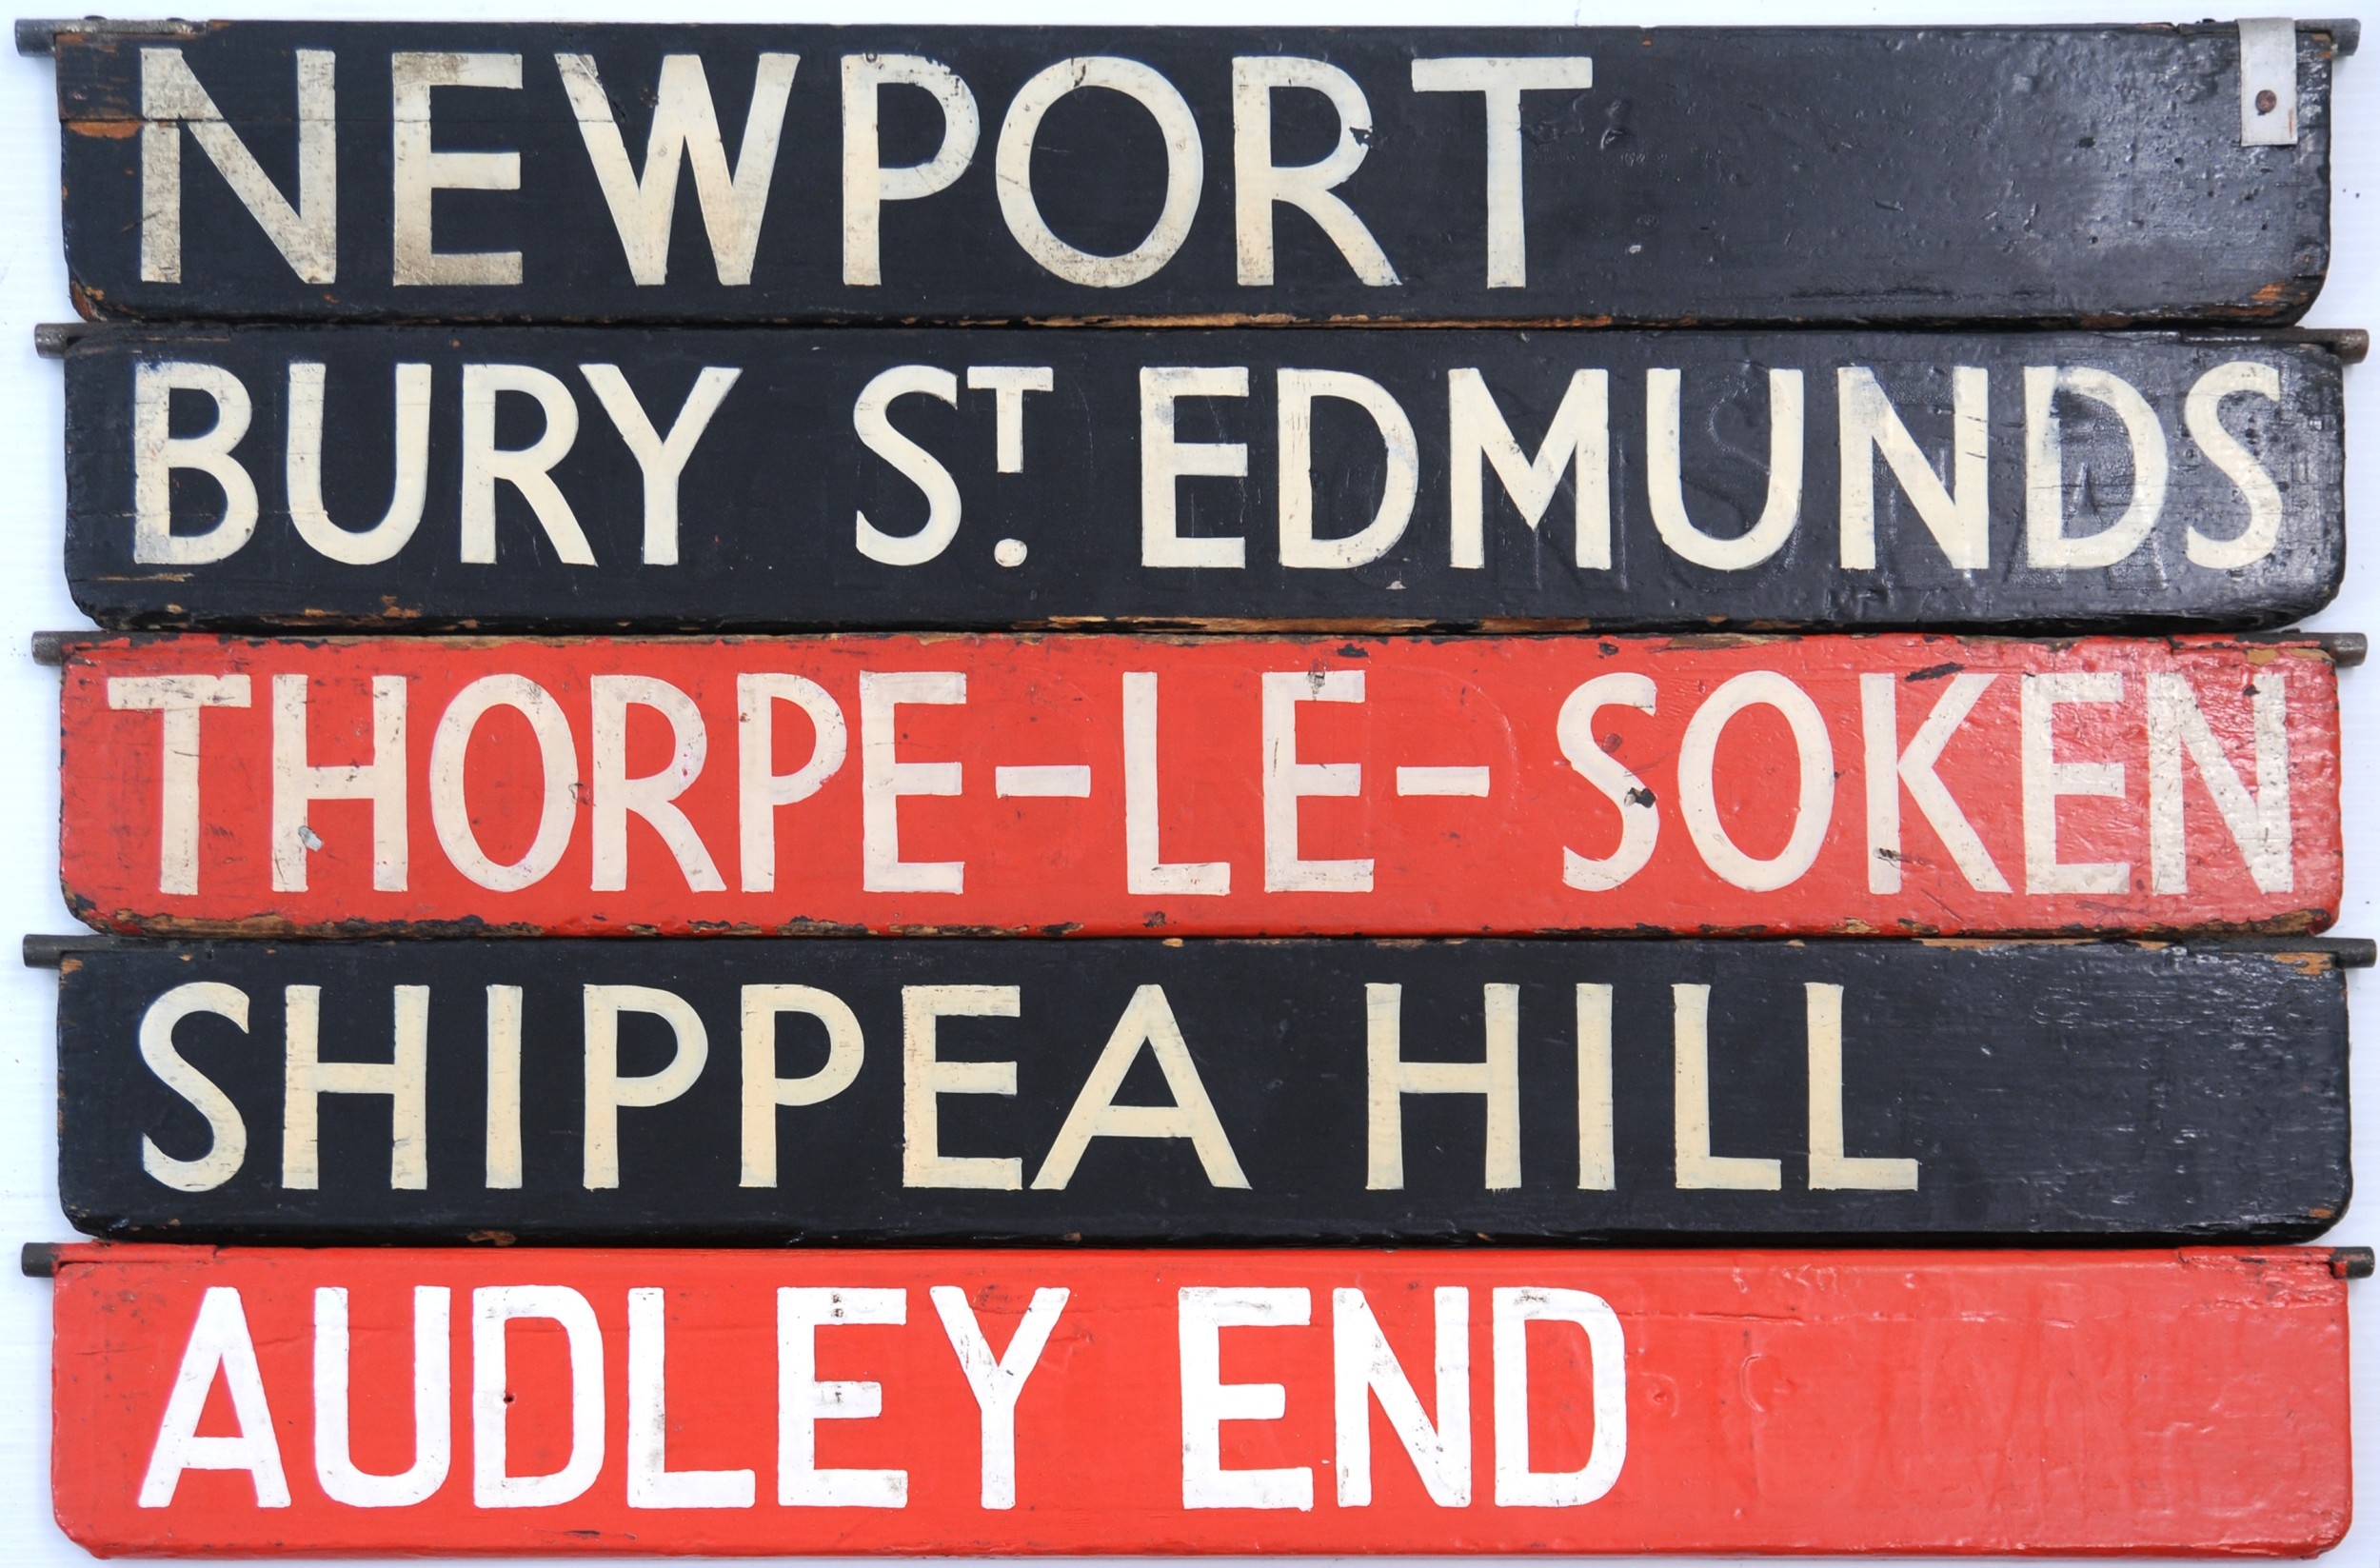 NEWPORT
BURY ST. EDMUNDS
THORPE-LE-SOKEN
SHIPPEA HILL
AUDLEY END